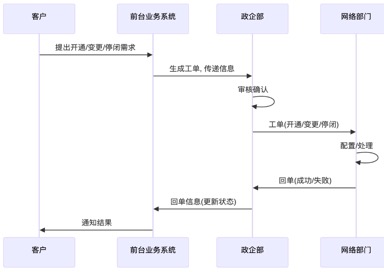 客户
前台业务系统
政企部
网络部门
提出开通/变更/停闭需求
生成工单, 传递信息
审核确认
工单(开通/变更/停闭)
配置/处理
回单(成功/失败)
回单信息(更新状态)
通知结果
客户
前台业务系统
政企部
网络部门